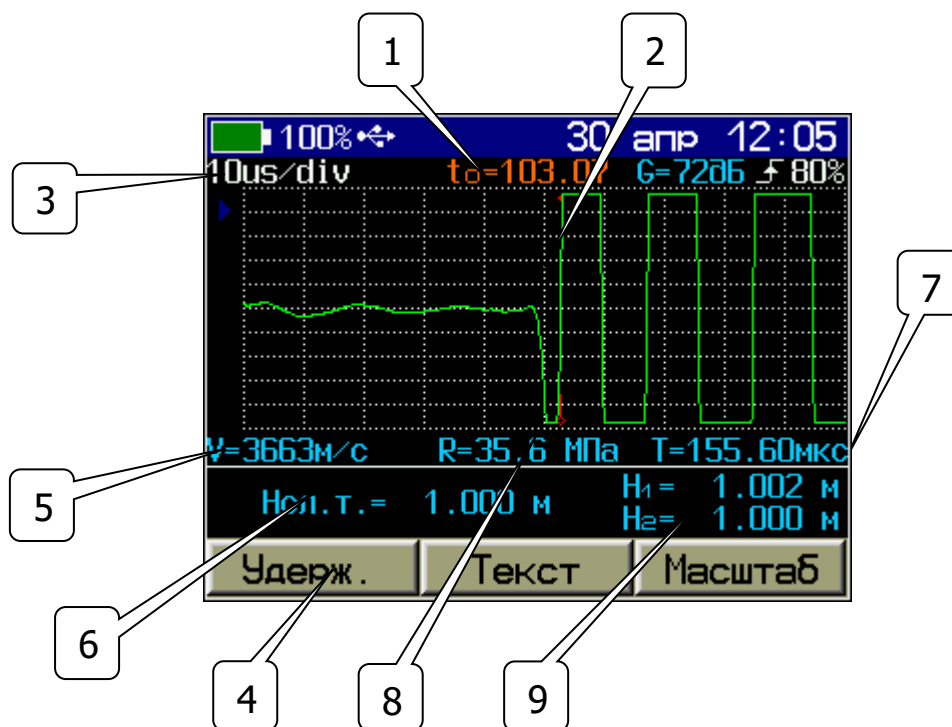 1
2
100% 30 апр 12:05
10us/div t0=103.07 G=72дБ 80%
3
7
V=3663м/с R=35.6 МПа T=155.60мкс
5
Hсл.т.= 1.000 м
H1= 1.002 м
H2= 1.000 м
Удерж. Текст Масштаб
6
4
8
9